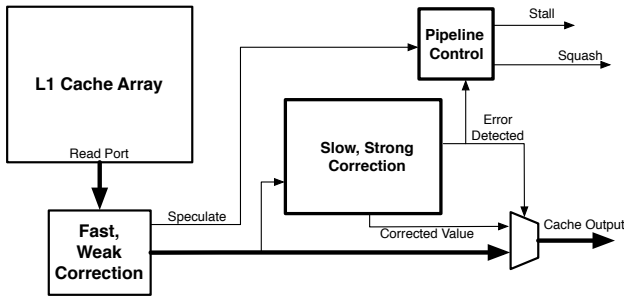 L1 Cache Array
Read Port
Fast,
Weak
Correction
Speculate
Slow, Strong
Correction
Corrected Value
Pipeline
Control
Stall
Squash
Error
Detected
Cache Output